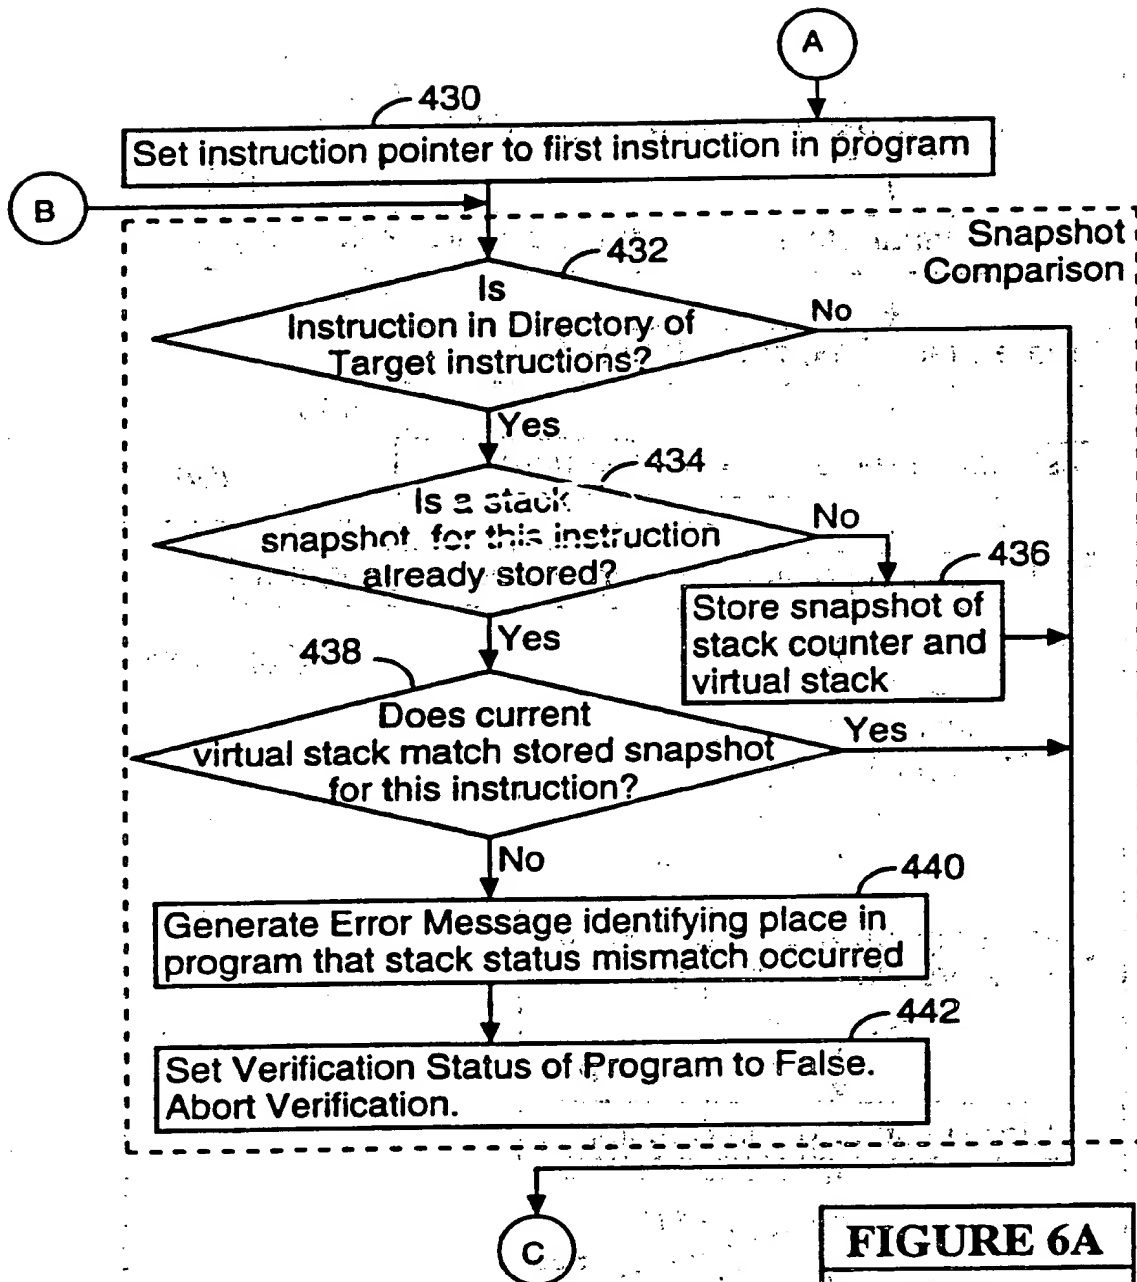 A
430
Set instruction pointer to first instruction in program
B
Snapshot
Comparison
432
Is
Instruction in Directory of
Target instructions?
No
Yes
434
Is a stack
snapshot for this instruction
already stored?
No
436
Store snapshot of
stack counter and
virtual stack
Yes
438
Does current
virtual stack match stored snapshot
for this instruction?
Yes
No
440
Generate Error Message identifying place in
program that stack status mismatch occurred
442
Set Verification Status of Program to False.
Abort Verification.
C
FIGURE 6A